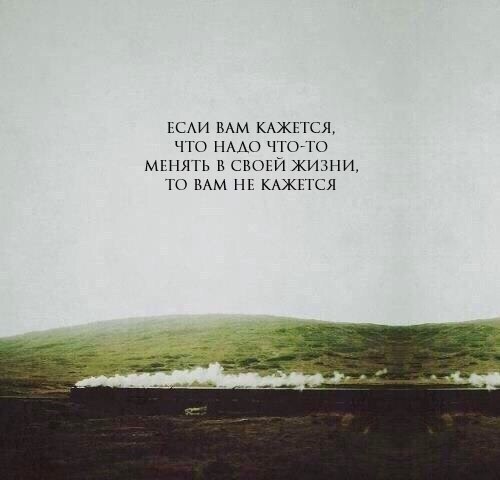 ЕСЛИ ВАМ КАЖЕТСЯ,
ЧТО НАДО ЧТО-ТО
МЕНЯТЬ В СВОЕЙ ЖИЗНИ,
ТО ВАМ НЕ КАЖЕТСЯ